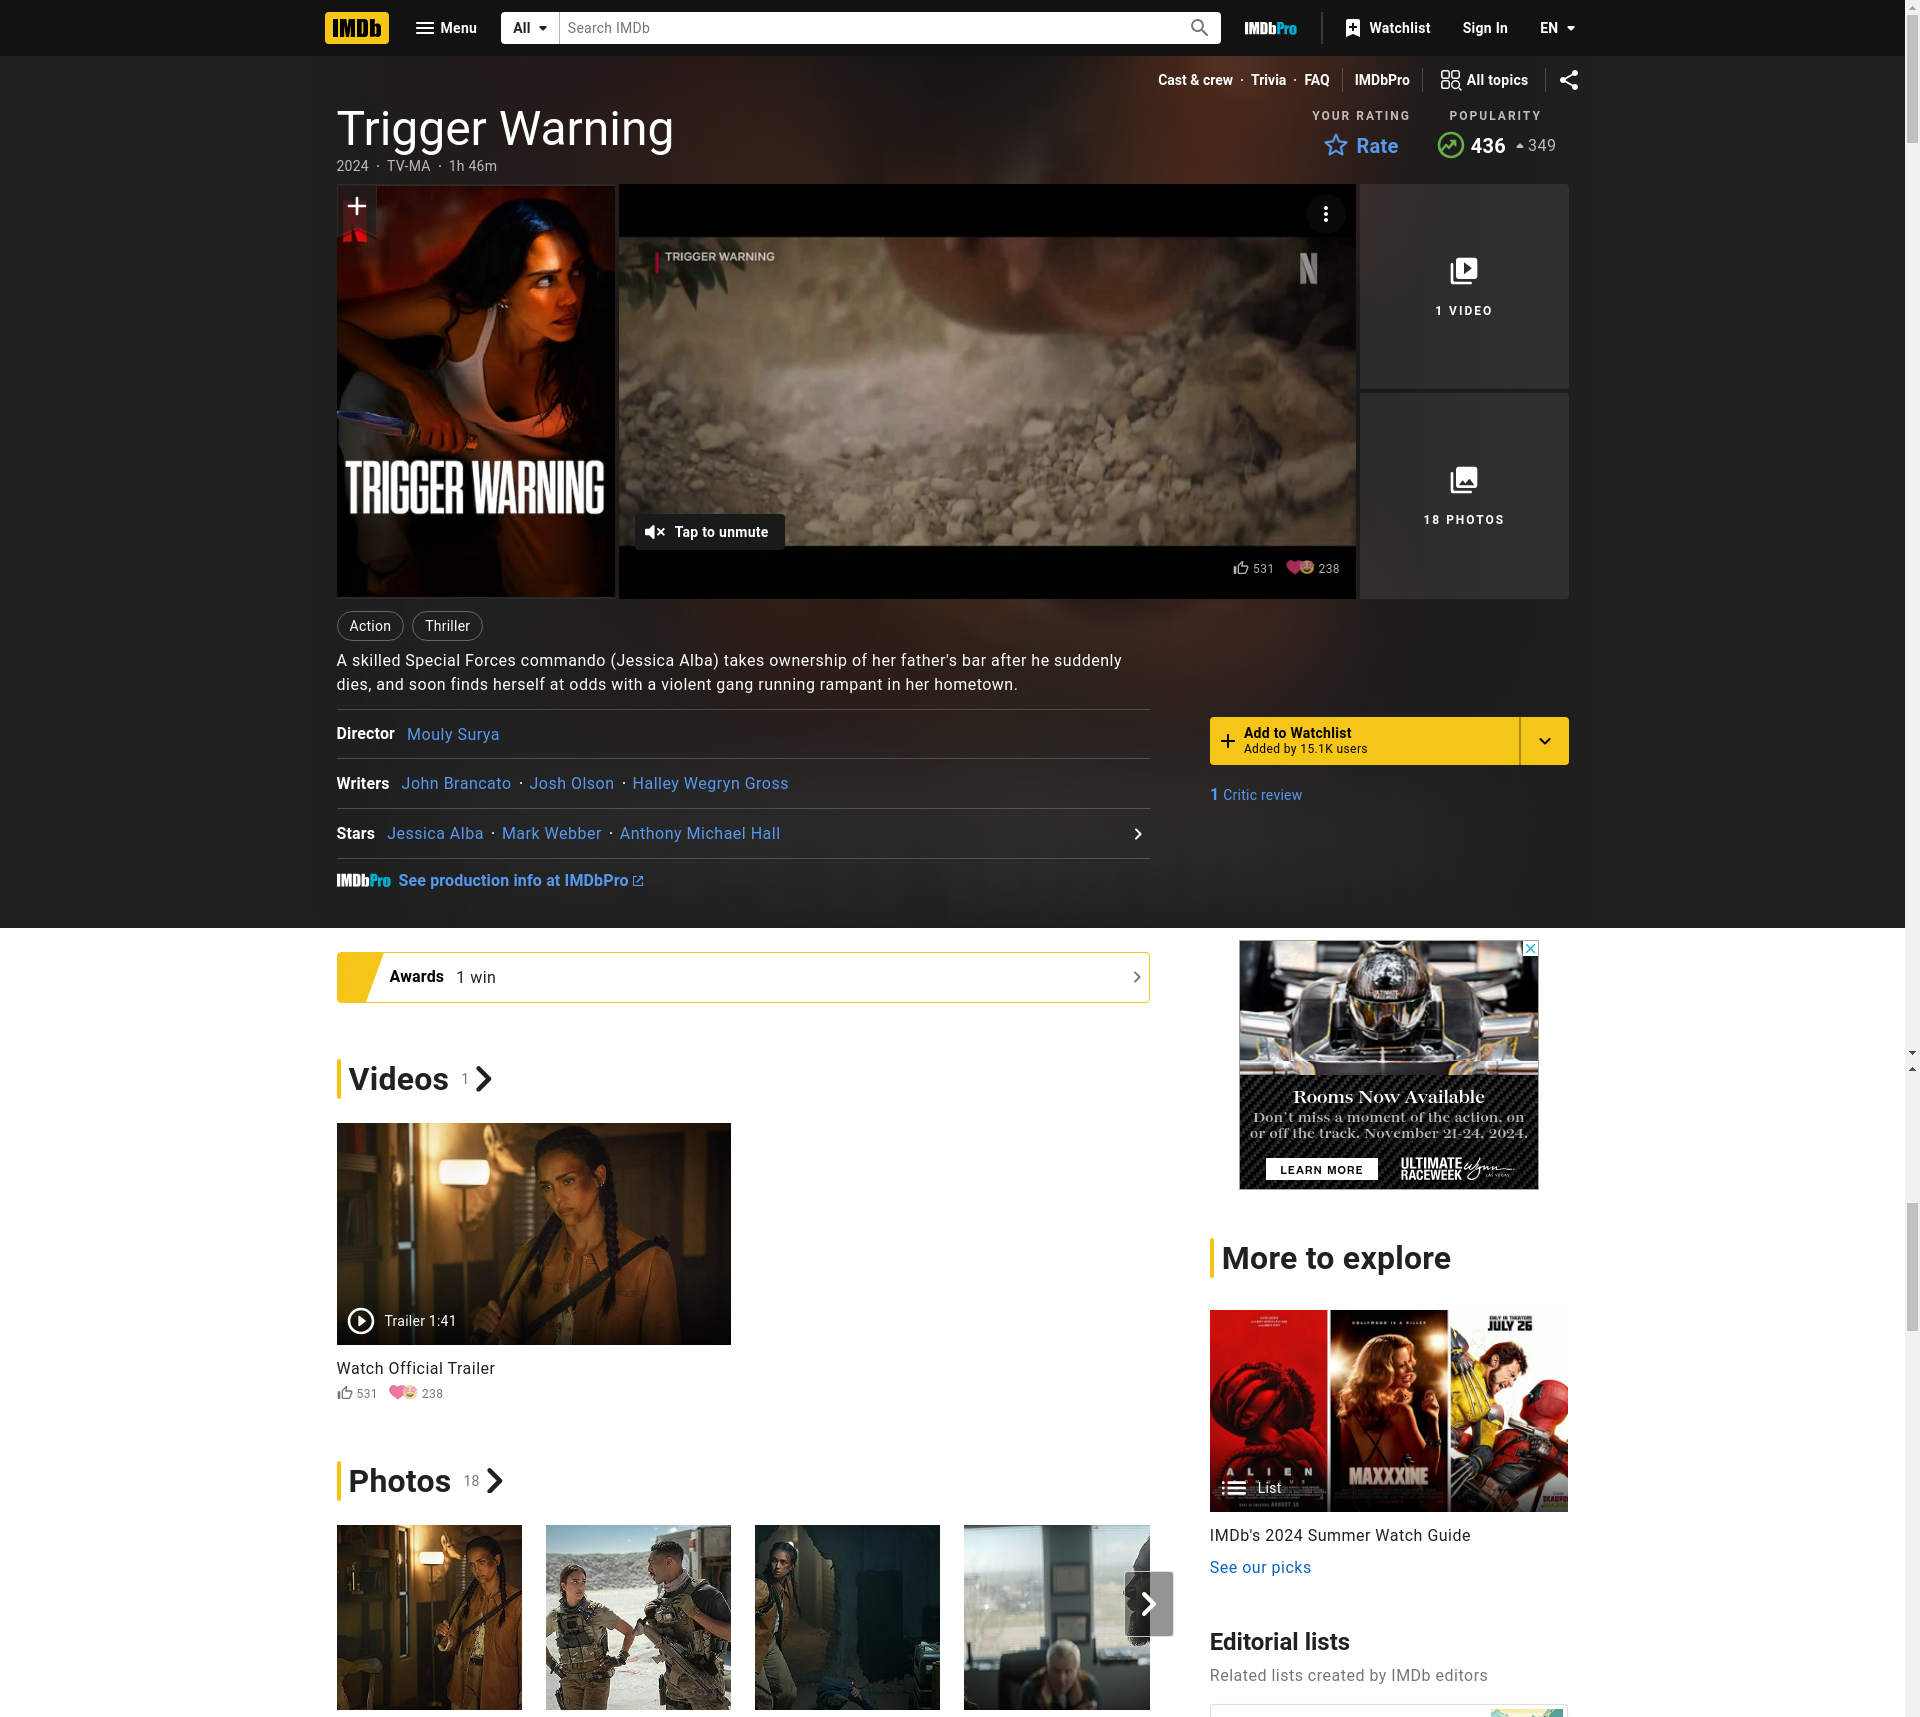 IMDb Menu All Search IMDb IMDbPro Watchlist Sign In EN
Cast & crew · Trivia · FAQ IMDbPro All topics
Trigger Warning
2024 · TV-MA · 1h 46m
YOUR RATING
Rate
POPULARITY
436 349
TRIGGER WARNING
TRIGGER WARNING
N
Tap to unmute
531 238
1 VIDEO
18 PHOTOS
Action Thriller
A skilled Special Forces commando (Jessica Alba) takes ownership of her father's bar after he suddenly
dies, and soon finds herself at odds with a violent gang running rampant in her hometown.
Director Mouly Surya
Writers John Brancato · Josh Olson · Halley Wegryn Gross
Stars Jessica Alba · Mark Webber · Anthony Michael Hall
IMDbPro See production info at IMDbPro
Add to Watchlist
Added by 15.1K users
1 Critic review
Awards 1 win
Videos 1
Trailer 1:41
Watch Official Trailer
531 238
Photos 18
Rooms Now Available
Don't miss a moment of the action, on
or off the track. November 21-24, 2024.
LEARN MORE
ULTIMATE
RACEWEEK
Wynn
LAS VEGAS
More to explore
ONLY IN THEATERS
JULY 26
HOLLYWOOD IS A KILLER
ALIEN
MAXXXINE
List
IMDb's 2024 Summer Watch Guide
See our picks
Editorial lists
Related lists created by IMDb editors